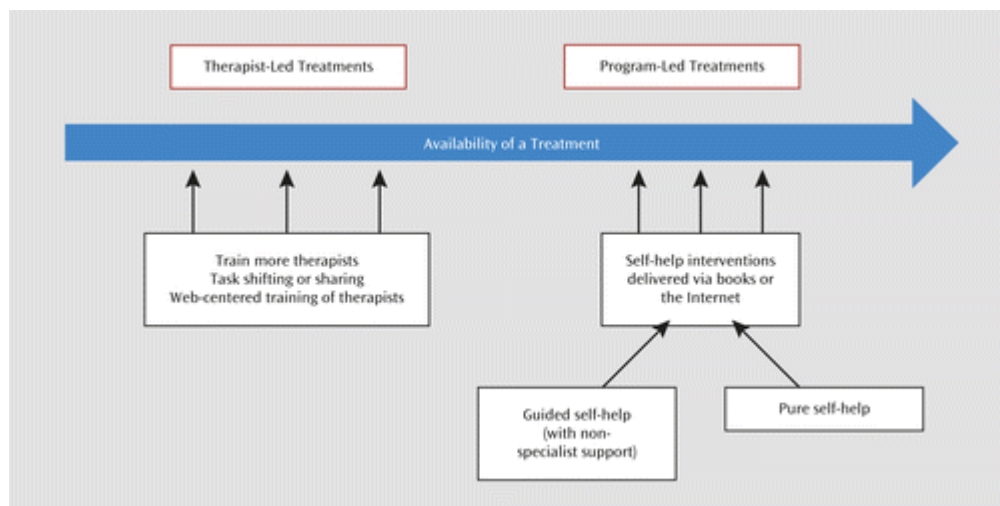 Therapist-Led Treatments
Program-Led Treatments
Availability of a Treatment
Train more therapists
Task shifting or sharing
Web-centered training of therapists
Self-help interventions
delivered via books or
the Internet
Guided self-help
(with non-
specialist support)
Pure self-help